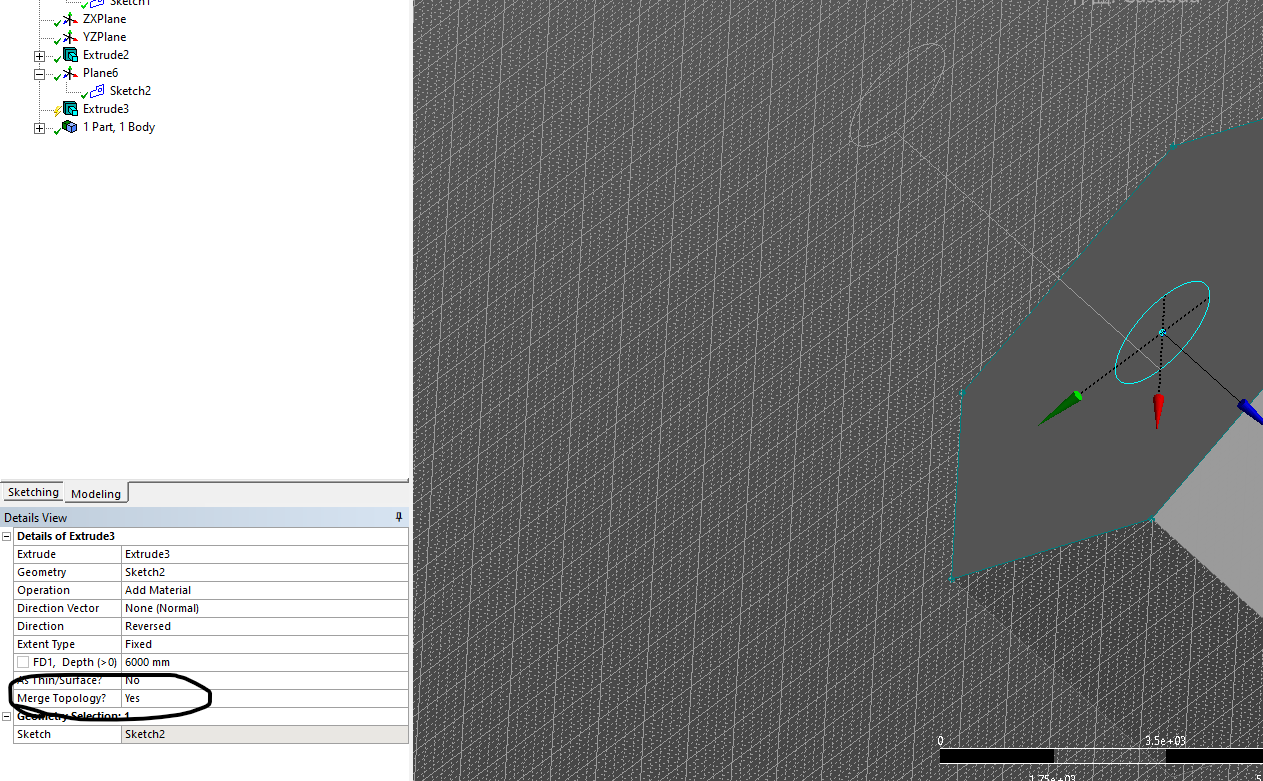 Sketch1
ZXPlane
YZPlane
Extrude2
Plane6
Sketch2
Extrude3
1 Part, 1 Body
Sketching Modeling
Details View
Details of Extrude3
Extrude Extrude3
Geometry Sketch2
Operation Add Material
Direction Vector None (Normal)
Direction Reversed
Extent Type Fixed
FD1, Depth (>0) 6000 mm
As Thin/Surface? No
Merge Topology? Yes
Geometry Selection: 1
Sketch Sketch2
0 3.5e+03
1.75e+03